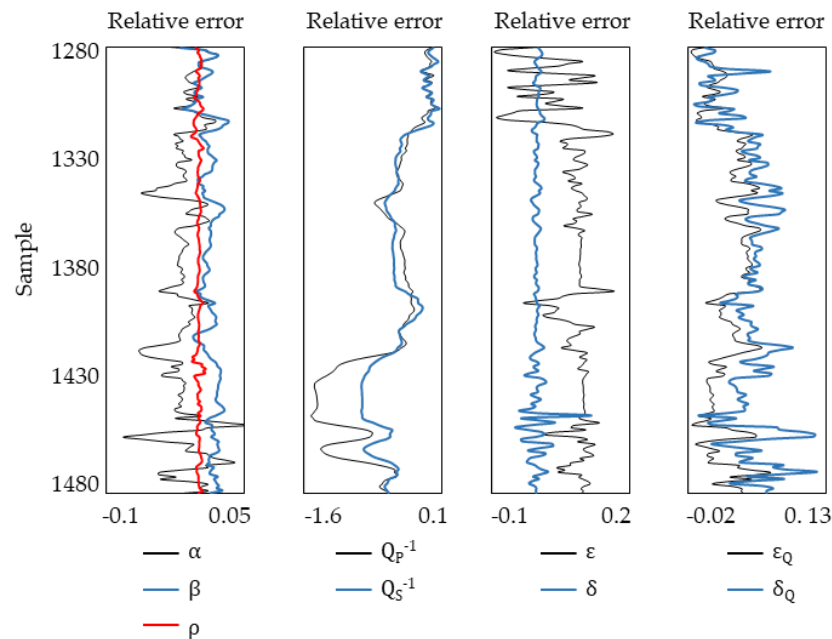 Relative error Relative error Relative error Relative error
1280
1330
1380
1430
1480
Sample
-0.1 0.05 -1.6 0.1 -0.1 0.2 -0.02 0.13
α Q_P^-1 ε ε_Q
β Q_S^-1 δ δ_Q
ρ